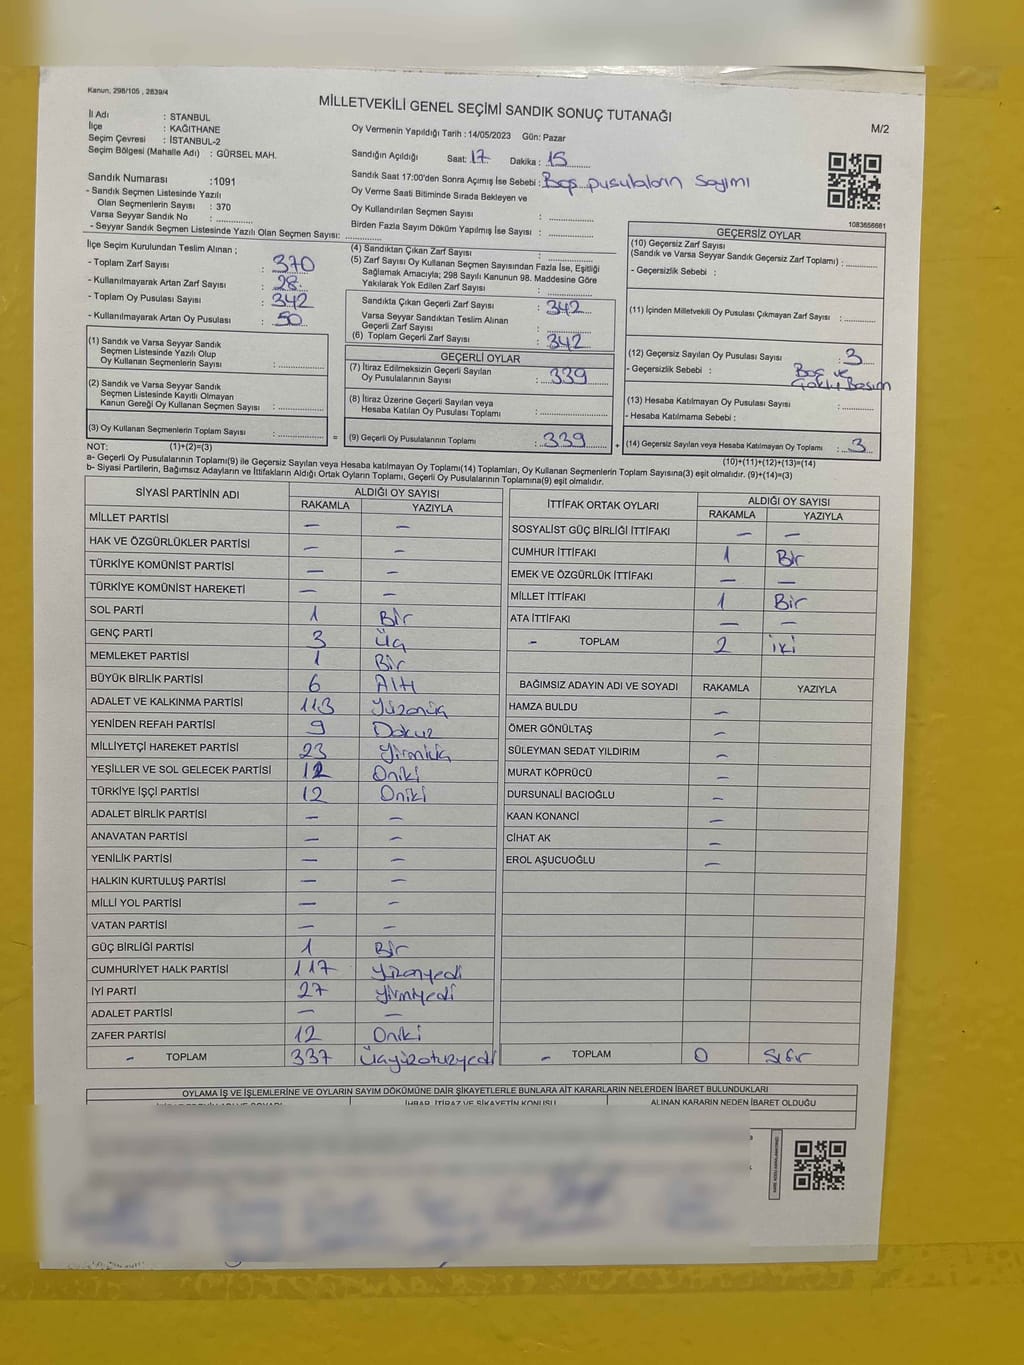 Kanun, 298/105 , 2839/4
MİLLETVEKİLİ GENEL SEÇİMİ SANDIK SONUÇ TUTANAĞI
M/2
İl Adı : STANBUL
İlçe : KAĞITHANE
Seçim Çevresi : İSTANBUL-2
Seçim Bölgesi (Mahalle Adı) : GÜRSEL MAH.
Sandık Numarası :1091
- Sandık Seçmen Listesinde Yazılı
Olan Seçmenlerin Sayısı : 370
Varsa Seyyar Sandık No : ..............
- Seyyar Sandık Seçmen Listesinde Yazılı Olan Seçmen Sayısı: ..............
Oy Vermenin Yapıldığı Tarih : 14/05/2023 Gün: Pazar
Sandığın Açıldığı Saat: 17 Dakika : 15
Sandık Saat 17:00'den Sonra Açımış İse Sebebi : Boş pusulaların Sayımı
Oy Verme Saati Bitiminde Sırada Bekleyen ve
Oy Kullandırılan Seçmen Sayısı : ..............
Birden Fazla Sayım Döküm Yapılmış İse Sayısı : ..............
1083656661
İlçe Seçim Kurulundan Teslim Alınan ;
- Toplam Zarf Sayısı : 370
- Kullanılmayarak Artan Zarf Sayısı : 28
- Toplam Oy Pusulası Sayısı : 342
- Kullanılmayarak Artan Oy Pusulası : 50
(1) Sandık ve Varsa Seyyar Sandık
Seçmen Listesinde Yazılı Olup
Oy Kullanan Seçmenlerin Sayısı : ..............
(2) Sandık ve Varsa Seyyar Sandık
Seçmen Listesinde Kayıtlı Olmayan
Kanun Gereği Oy Kullanan Seçmen Sayısı : ..............
(3) Oy Kullanan Seçmenlerin Toplam Sayısı : ..............
(4) Sandıktan Çıkan Zarf Sayısı : ..............
(5) Zarf Sayısı Oy Kullanan Seçmen Sayısından Fazla İse, Eşitliği
Sağlamak Amacıyla; 298 Sayılı Kanunun 98. Maddesine Göre
Yakılarak Yok Edilen Zarf Sayısı : ..............
Sandıkta Çıkan Geçerli Zarf Sayısı : 342
Varsa Seyyar Sandıktan Teslim Alınan
Geçerli Zarf Sayısı : ..............
(6) Toplam Geçerli Zarf Sayısı : 342
GEÇERLİ OYLAR
(7) İtiraz Edilmeksizin Geçerli Sayılan
Oy Pusulalarının Sayısı : 339
(8) İtiraz Üzerine Geçerli Sayılan veya
Hesaba Katılan Oy Pusulası Toplamı : ..............
= (9) Geçerli Oy Pusulalarının Toplamı : 339 +
GEÇERSİZ OYLAR
(10) Geçersiz Zarf Sayısı
(Sandık ve Varsa Seyyar Sandık Geçersiz Zarf Toplamı) : ..............
- Geçersizlik Sebebi :
(11) İçinden Milletvekili Oy Pusulası Çıkmayan Zarf Sayısı : ..............
(12) Geçersiz Sayılan Oy Pusulası Sayısı : 3
- Geçersizlik Sebebi : Boş ve
Çoklu Basım
(13) Hesaba Katılmayan Oy Pusulası Sayısı : ..............
- Hesaba Katılmama Sebebi :
(14) Geçersiz Sayılan veya Hesaba Katılmayan Oy Toplamı : 3
NOT: (1)+(2)=(3) (10)+(11)+(12)+(13)=(14)
a- Geçerli Oy Pusulalarının Toplamı(9) ile Geçersiz Sayılan veya Hesaba katılmayan Oy Toplamı(14) Toplamları, Oy Kullanan Seçmenlerin Toplam Sayısına(3) eşit olmalıdır. (9)+(14)=(3)
b- Siyasi Partilerin, Bağımsız Adayların ve İttifakların Aldığı Ortak Oyların Toplamı, Geçerli Oy Pusulalarının Toplamına(9) eşit olmalıdır.
SİYASİ PARTİNİN ADI ALDIĞI OY SAYISI
RAKAMLA YAZIYLA
MİLLET PARTİSİ – –
HAK VE ÖZGÜRLÜKLER PARTİSİ – –
TÜRKİYE KOMÜNİST PARTİSİ – –
TÜRKİYE KOMÜNİST HAREKETİ – –
SOL PARTİ 1 Bir
GENÇ PARTİ 3 Üç
MEMLEKET PARTİSİ 1 Bir
BÜYÜK BİRLİK PARTİSİ 6 Altı
ADALET VE KALKINMA PARTİSİ 113 Yüzonüç
YENİDEN REFAH PARTİSİ 9 Dokuz
MİLLİYETÇİ HAREKET PARTİSİ 23 Yirmiüç
YEŞİLLER VE SOL GELECEK PARTİSİ 12 Oniki
TÜRKİYE İŞÇİ PARTİSİ 12 Oniki
ADALET BİRLİK PARTİSİ – –
ANAVATAN PARTİSİ – –
YENİLİK PARTİSİ – –
HALKIN KURTULUŞ PARTİSİ – –
MİLLİ YOL PARTİSİ – –
VATAN PARTİSİ – –
GÜÇ BİRLİĞİ PARTİSİ 1 Bir
CUMHURİYET HALK PARTİSİ 117 Yüzonyedi
İYİ PARTİ 27 Yirmiyedi
ADALET PARTİSİ – –
ZAFER PARTİSİ 12 Oniki
– TOPLAM 337 Üçyüzotuzyedi
İTTİFAK ORTAK OYLARI ALDIĞI OY SAYISI
RAKAMLA YAZIYLA
SOSYALİST GÜÇ BİRLİĞİ İTTİFAKI – –
CUMHUR İTTİFAKI 1 Bir
EMEK VE ÖZGÜRLÜK İTTİFAKI – –
MİLLET İTTİFAKI 1 Bir
ATA İTTİFAKI – –
– TOPLAM 2 iki
BAĞIMSIZ ADAYIN ADI VE SOYADI RAKAMLA YAZIYLA
HAMZA BULDU –
ÖMER GÖNÜLTAŞ –
SÜLEYMAN SEDAT YILDIRIM –
MURAT KÖPRÜCÜ –
DURSUNALİ BACIOĞLU –
KAAN KONANCİ –
CİHAT AK –
EROL AŞUCUOĞLU –
– TOPLAM 0 Sıfır
OYLAMA İŞ VE İŞLEMLERİNE VE OYLARIN SAYIM DÖKÜMÜNE DAİR ŞİKAYETLERLE BUNLARA AİT KARARLARIN NELERDEN İBARET BULUNDUKLARI
İHBAR, İTİRAZ VE ŞİKAYETİN KONUSU ALINAN KARARIN NEDEN İBARET OLDUĞU